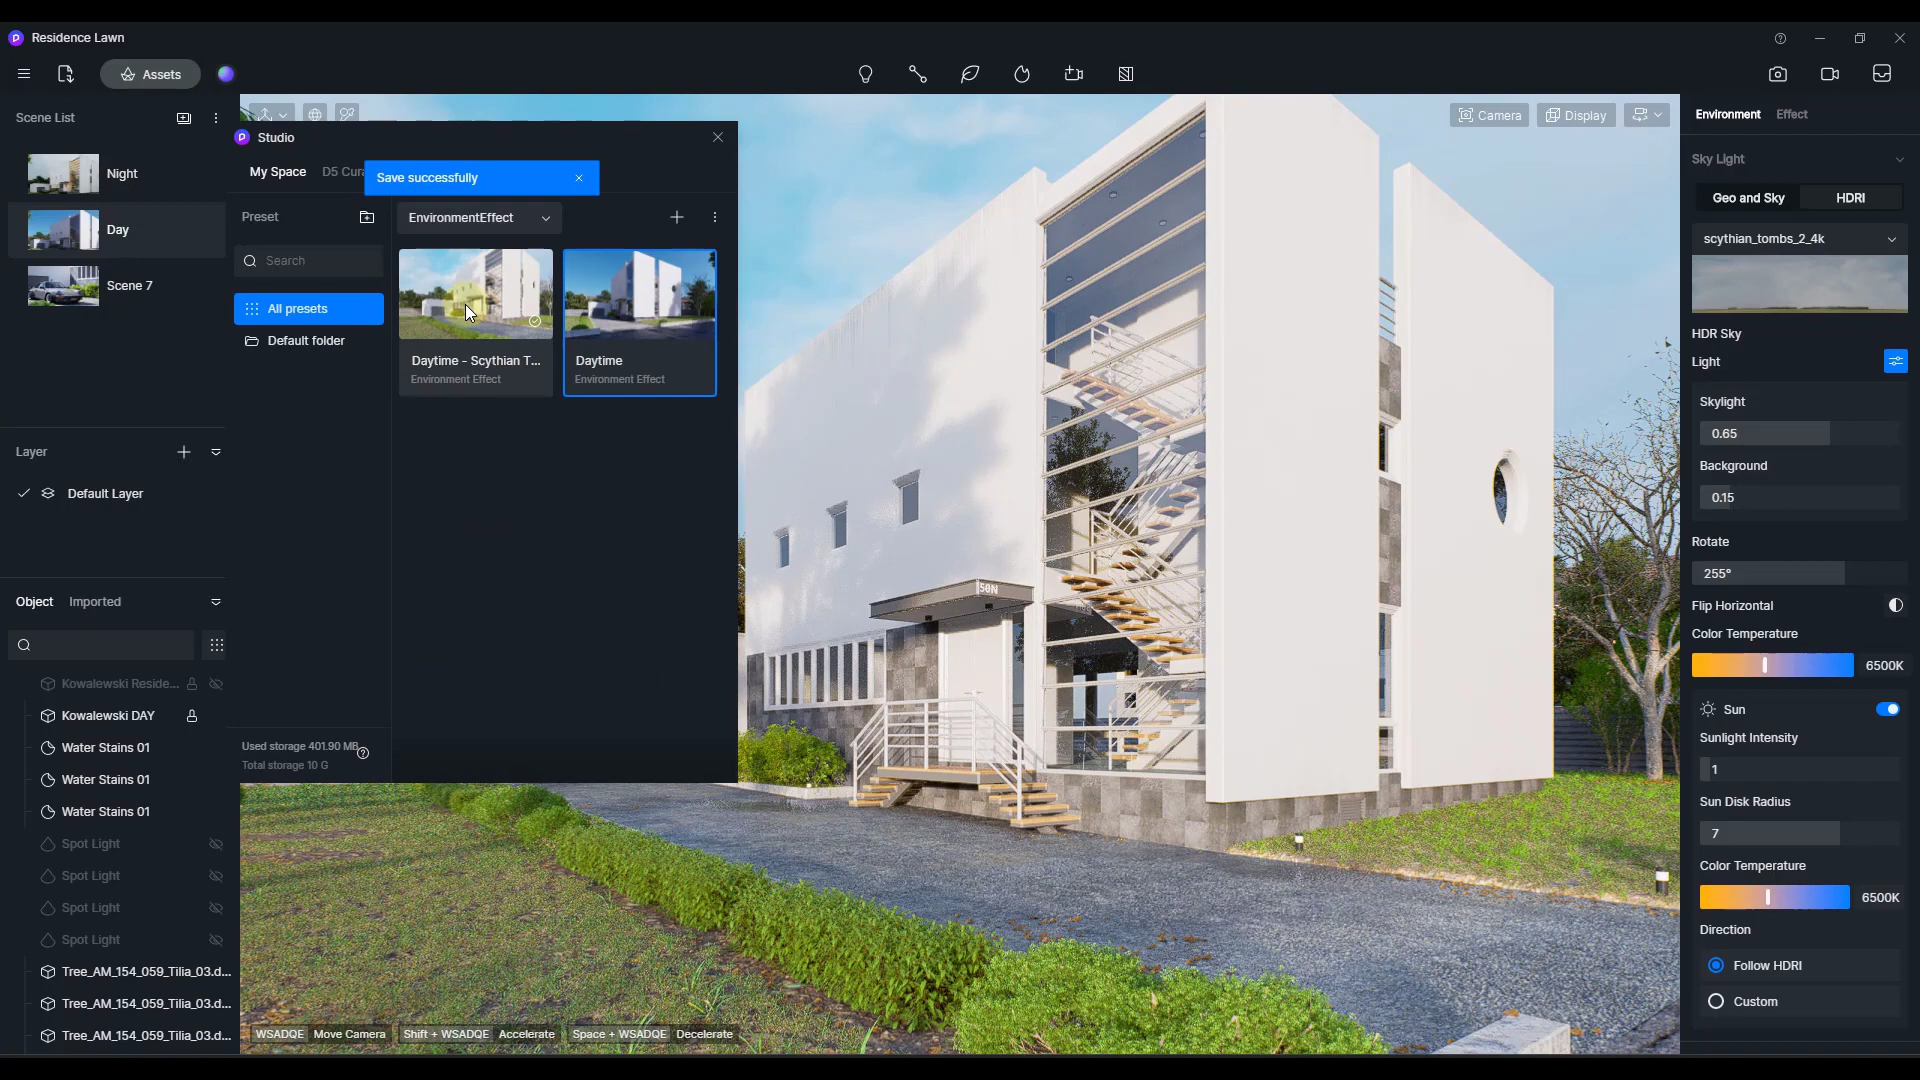 Residence Lawn
Assets
Scene List
Night
Day
Scene 7
Layer
Default Layer
Object Imported
Kowalewski Reside...
Kowalewski DAY
Water Stains 01
Water Stains 01
Water Stains 01
Spot Light
Spot Light
Spot Light
Spot Light
Tree_AM_154_059_Tilia_03.d...
Tree_AM_154_059_Tilia_03.d...
Tree_AM_154_059_Tilia_03.d...
Studio
My Space D5 Cura
Save successfully
Preset
EnvironmentEffect
Search
All presets
Default folder
Daytime - Scythian T...
Environment Effect
Daytime
Environment Effect
Used storage 401.90 MB
Total storage 10 G
Camera
Display
WSADQE Move Camera Shift + WSADQE Accelerate Space + WSADQE Decelerate
Environment Effect
Sky Light
Geo and Sky HDRI
scythian_tombs_2_4k
HDR Sky
Light
Skylight
0.65
Background
0.15
Rotate
255°
Flip Horizontal
Color Temperature
6500K
Sun
Sunlight Intensity
1
Sun Disk Radius
7
Color Temperature
6500K
Direction
Follow HDRI
Custom